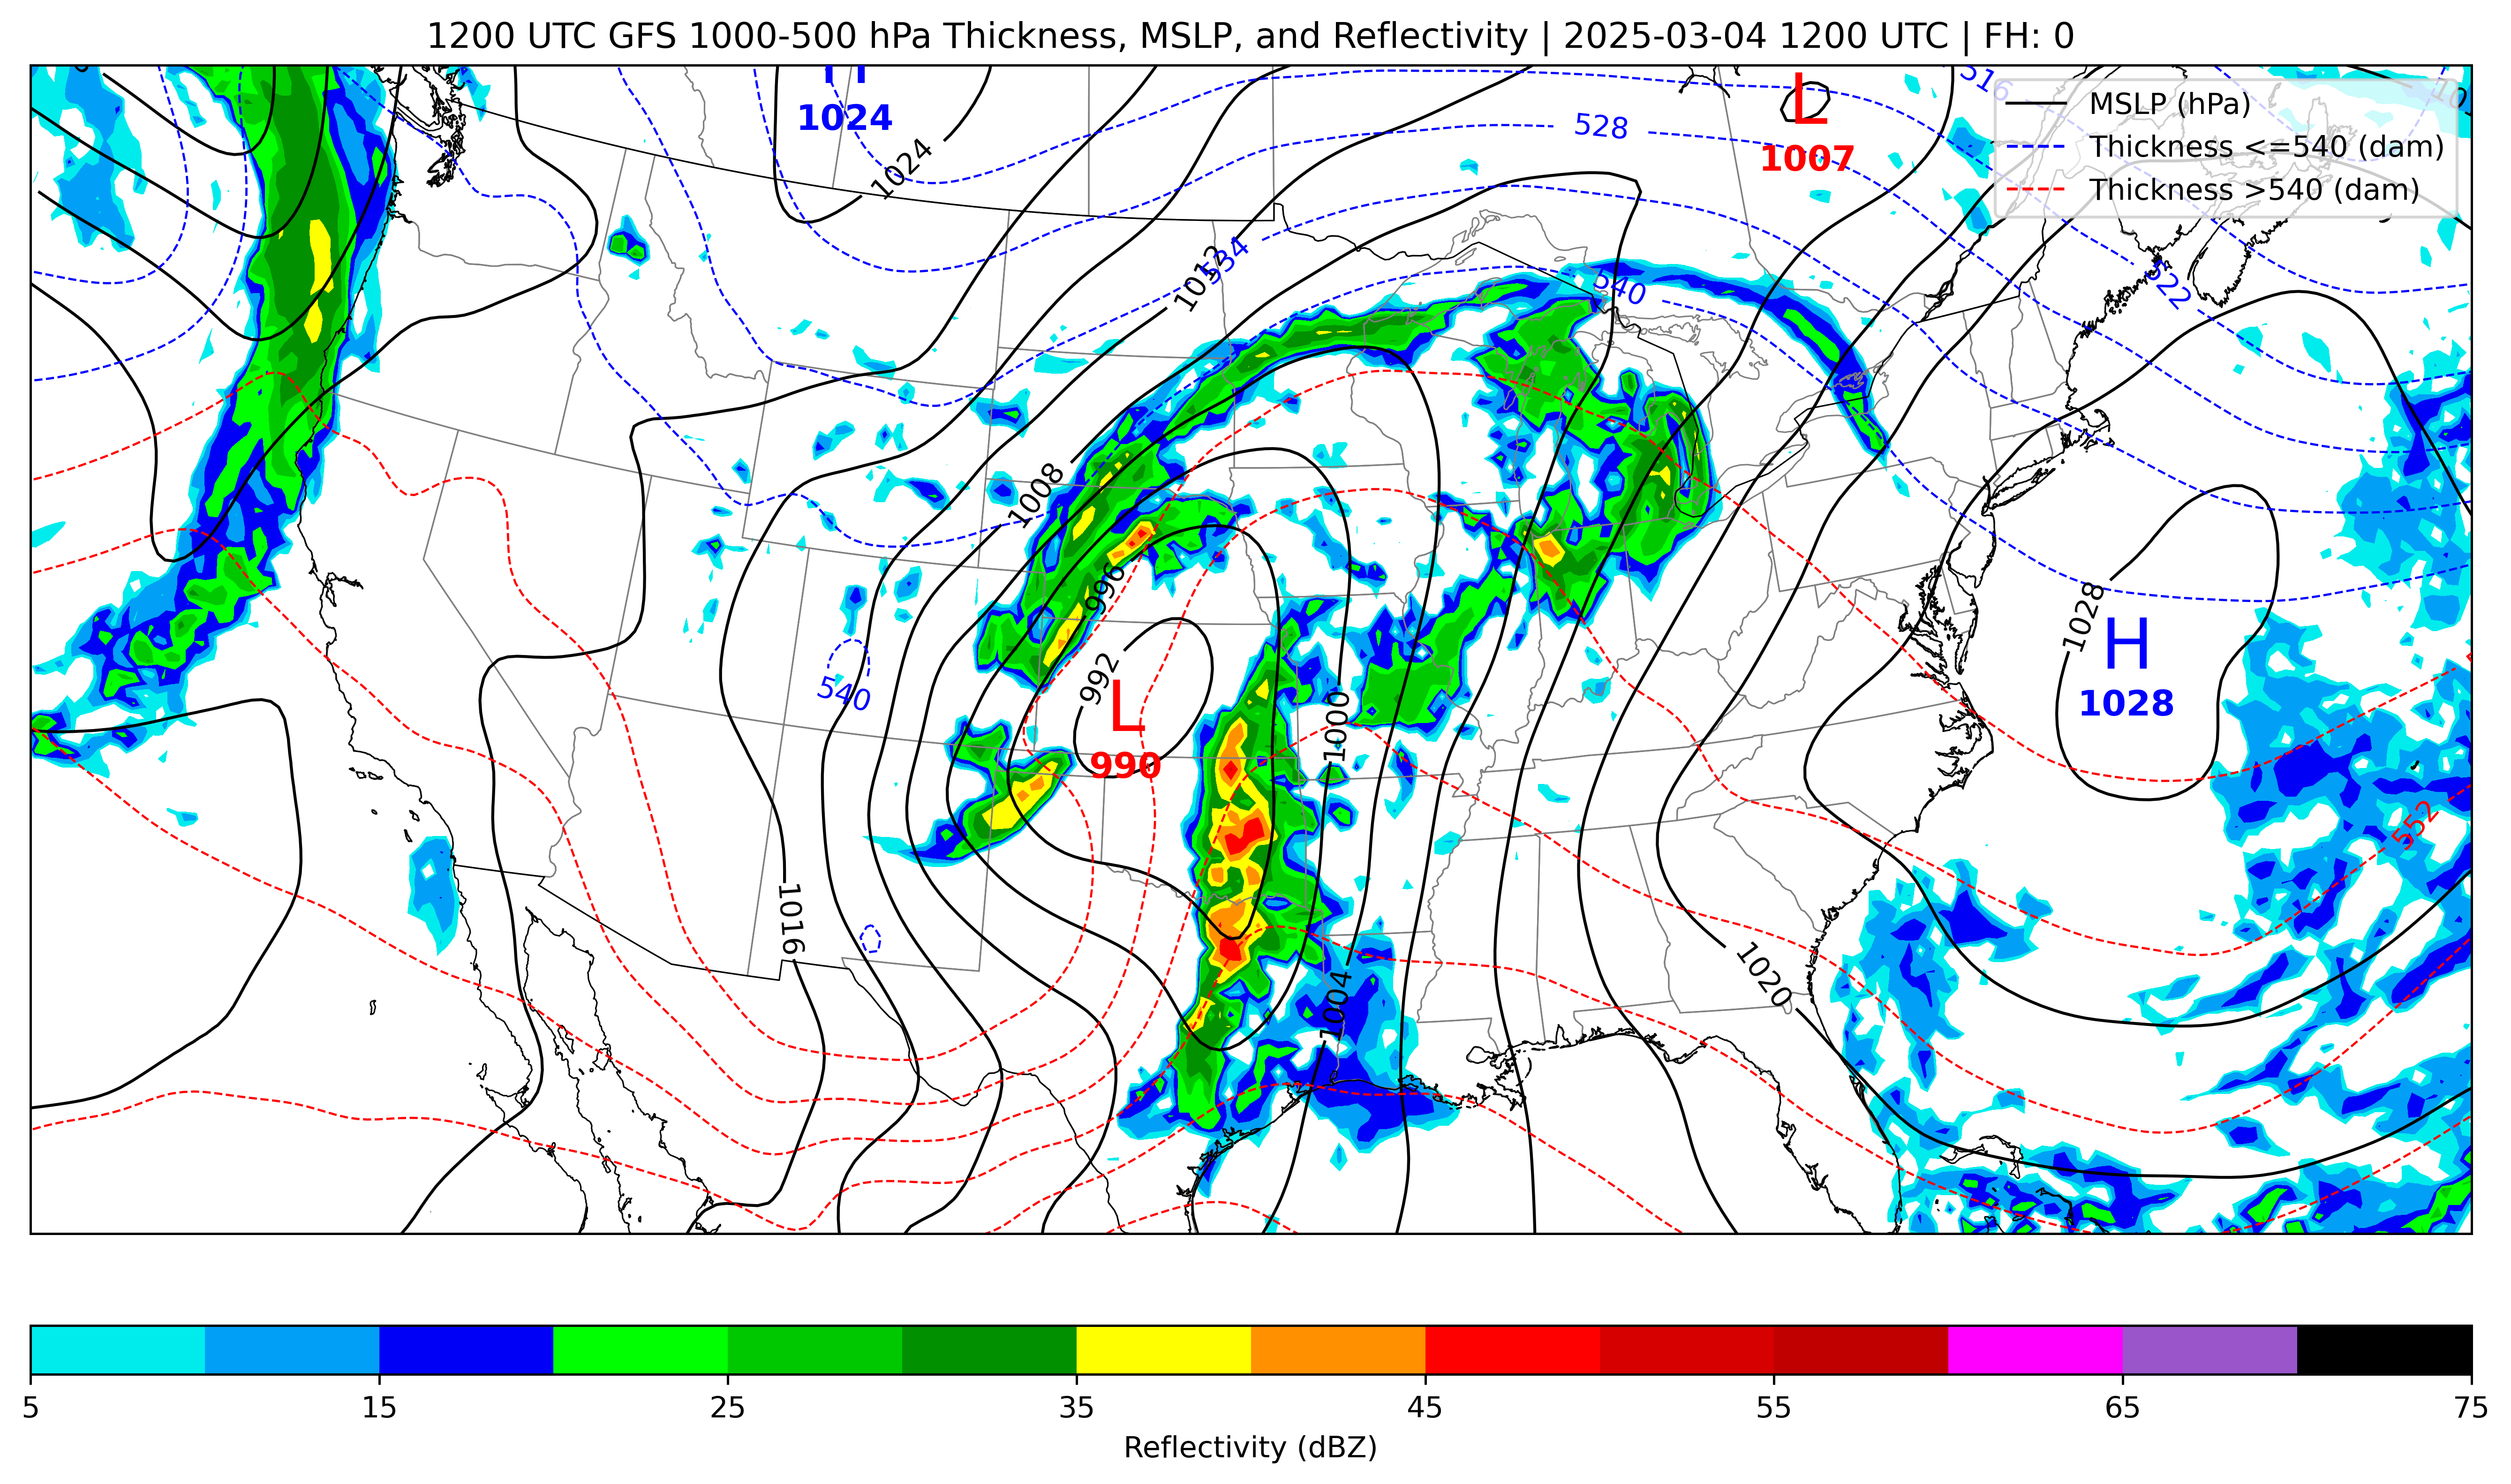 1200 UTC GFS 1000-500 hPa Thickness, MSLP, and Reflectivity | 2025-03-04 1200 UTC | FH: 0
H
1024
L
1007
516
MSLP (hPa)
Thickness <=540 (dam)
Thickness >540 (dam)
10
528
1024
1012
534
540
522
1008
996
992
L
990
540
1000
1028
H
1028
552
1016
1004
1020
5 15 25 35 45 55 65 75
Reflectivity (dBZ)